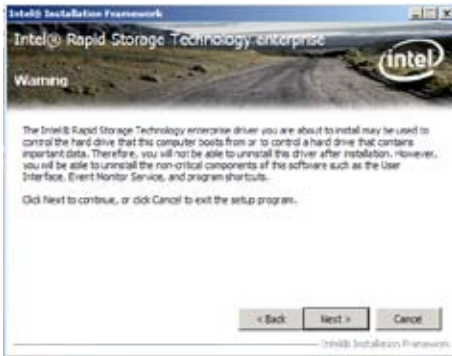 Intel® Installation Framework
Intel® Rapid Storage Technology enterprise
intel
Warning
The Intel® Rapid Storage Technology enterprise driver you are about to install may be used to
control the hard drive that this computer boots from or to control a hard drive that contains
important data. Therefore, you will not be able to uninstall this driver after installation. However,
you will be able to uninstall the non-critical components of this software such as the User
Interface, Event Monitor Service, and program shortcuts.
Click Next to continue, or click Cancel to exit the setup program.
< Back Next > Cancel
Intel® Installation Framework